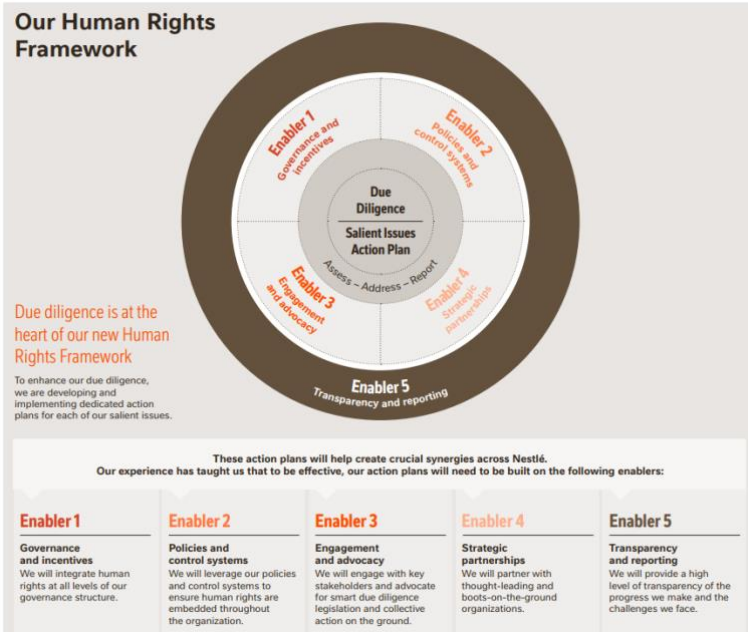 Our Human Rights
Framework
Enabler 1
Governance and
incentives
Enabler 2
Policies and
control systems
Due
Diligence
Salient Issues
Action Plan
Assess – Address – Report
Enabler 3
Engagement
and advocacy
Enabler 4
Strategic
partnerships
Enabler 5
Transparency and reporting
Due diligence is at the
heart of our new Human
Rights Framework
To enhance our due diligence,
we are developing and
implementing dedicated action
plans for each of our salient issues.
These action plans will help create crucial synergies across Nestlé.
Our experience has taught us that to be effective, our action plans will need to be built on the following enablers:
Enabler 1
Governance
and incentives
We will integrate human
rights at all levels of our
governance structure.
Enabler 2
Policies and
control systems
We will leverage our policies
and control systems to
ensure human rights are
embedded throughout
the organization.
Enabler 3
Engagement
and advocacy
We will engage with key
stakeholders and advocate
for smart due diligence
legislation and collective
action on the ground.
Enabler 4
Strategic
partnerships
We will partner with
thought-leading and
boots-on-the-ground
organizations.
Enabler 5
Transparency
and reporting
We will provide a high
level of transparency of the
progress we make and the
challenges we face.